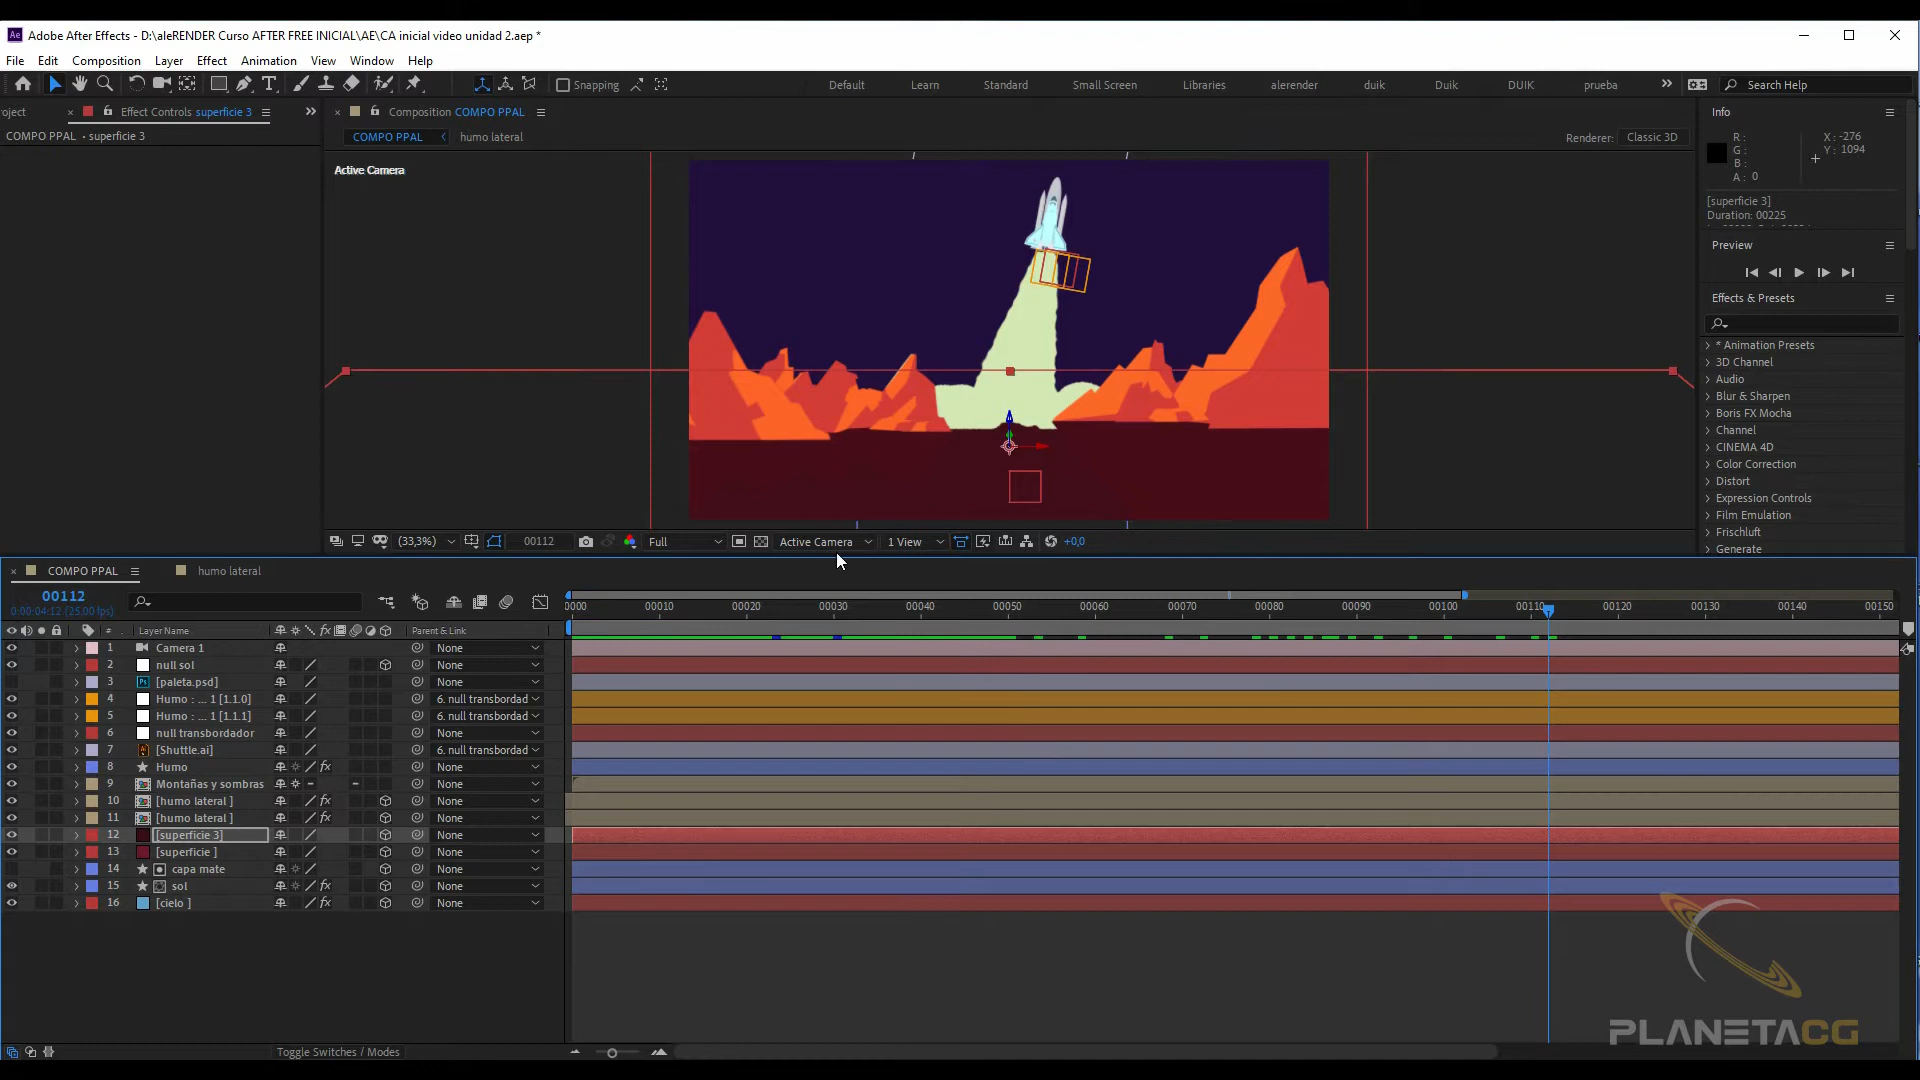 Adobe After Effects - D:\aleRENDER Curso AFTER FREE INICIAL\AE\CA inicial video unidad 2.aep *
File Edit Composition Layer Effect Animation View Window Help
Snapping Default Learn Standard Small Screen Libraries alerender duik Duik DUIK prueba Search Help
oject Effect Controls superficie 3 Composition COMPO PPAL Info
COMPO PPAL • superficie 3 COMPO PPAL humo lateral Renderer: Classic 3D
R : X : -276
G : Y : 1094
B :
A : 0
Active Camera
[superficie 3]
Duration: 00225
Preview
Effects & Presets
* Animation Presets
3D Channel
Audio
Blur & Sharpen
Boris FX Mocha
Channel
CINEMA 4D
Color Correction
Distort
Expression Controls
Film Emulation
Frischluft
Generate
(33,3%) 00112 Full Active Camera 1 View +0,0
COMPO PPAL humo lateral
00112
0:00:04:12 (25.00 fps)
0000 00010 00020 00030 00040 00050 00060 00070 00080 00090 00100 00110 00120 00130 00140 00150
# Layer Name Parent & Link
1 Camera 1 None
2 null sol None
3 [paleta.psd] None
4 Humo : ... 1 [1.1.0] 6. null transbordad
5 Humo : ... 1 [1.1.1] 6. null transbordad
6 null transbordador None
7 [Shuttle.ai] 6. null transbordad
8 Humo None
9 Montañas y sombras None
10 [humo lateral ] None
11 [humo lateral ] None
12 [superficie 3] None
13 [superficie ] None
14 capa mate None
15 sol None
16 [cielo ] None
Toggle Switches / Modes
PLANETACG